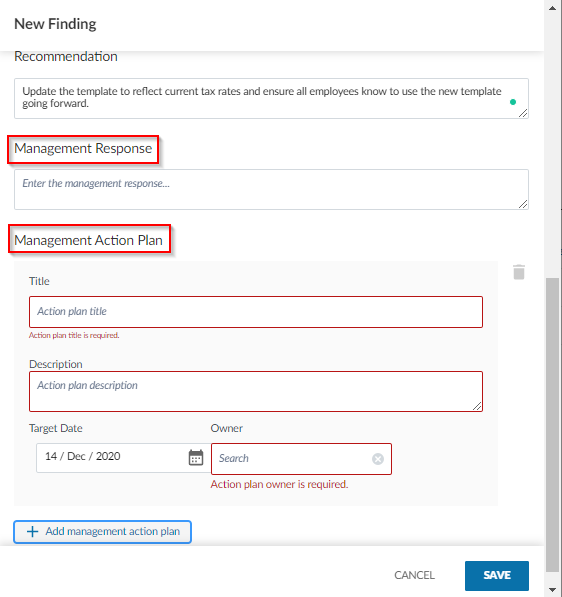 New Finding
Recommendation
Update the template to reflect current tax rates and ensure all employees know to use the new template
going forward.
Management Response
Enter the management response...
Management Action Plan
Title
Action plan title
Action plan title is required.
Description
Action plan description
Target Date
Owner
14 / Dec / 2020
Search
Action plan owner is required.
+ Add management action plan
CANCEL
SAVE